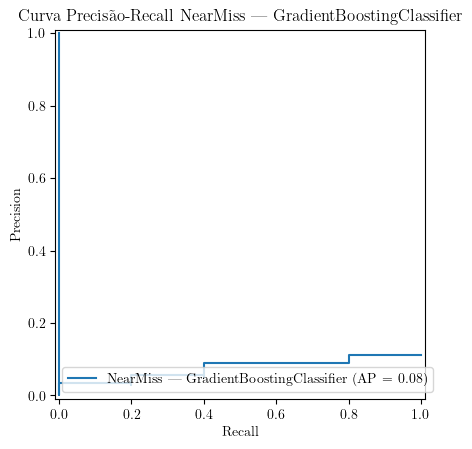 Curva Precisão-Recall NearMiss — GradientBoostingClassifier
1.0
0.8
0.6
0.4
0.2
0.0
Precision
NearMiss — GradientBoostingClassifier (AP = 0.08)
0.0 0.2 0.4 0.6 0.8 1.0
Recall